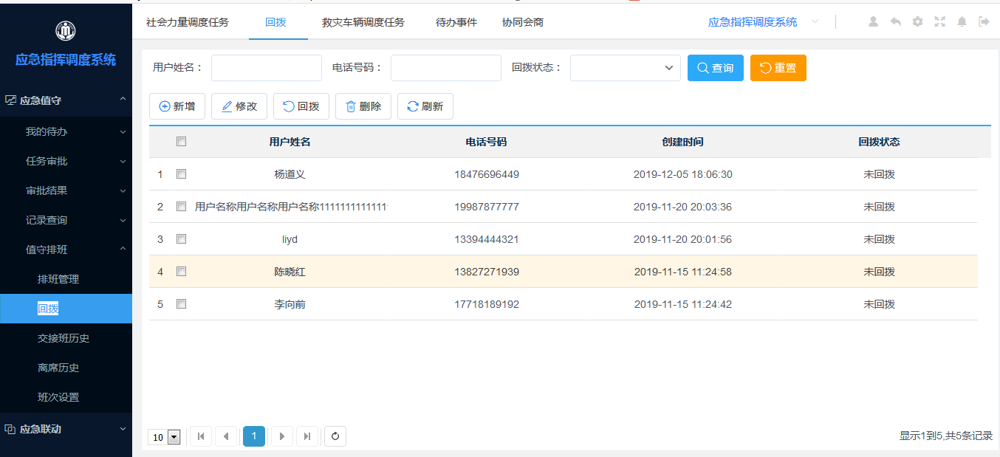 应急指挥调度系统
应急值守
我的待办
任务审批
审批结果
记录查询
值守排班
排班管理
回拨
交接班历史
离席历史
班次设置
应急联动
社会力量调度任务 回拨 救灾车辆调度任务 待办事件 协同会商 应急指挥调度系统
用户姓名： 电话号码： 回拨状态： 查询 重置
新增 修改 回拨 删除 刷新
用户姓名 电话号码 创建时间 回拨状态
1 杨道义 18476696449 2019-12-05 18:06:30 未回拨
2 用户名称用户名称用户名称1111111111111 19987877777 2019-11-20 20:03:36 未回拨
3 liyd 13394444321 2019-11-20 20:01:56 未回拨
4 陈晓红 13827271939 2019-11-15 11:24:58 未回拨
5 李向前 17718189192 2019-11-15 11:24:42 未回拨
10 1 显示1到5,共5条记录